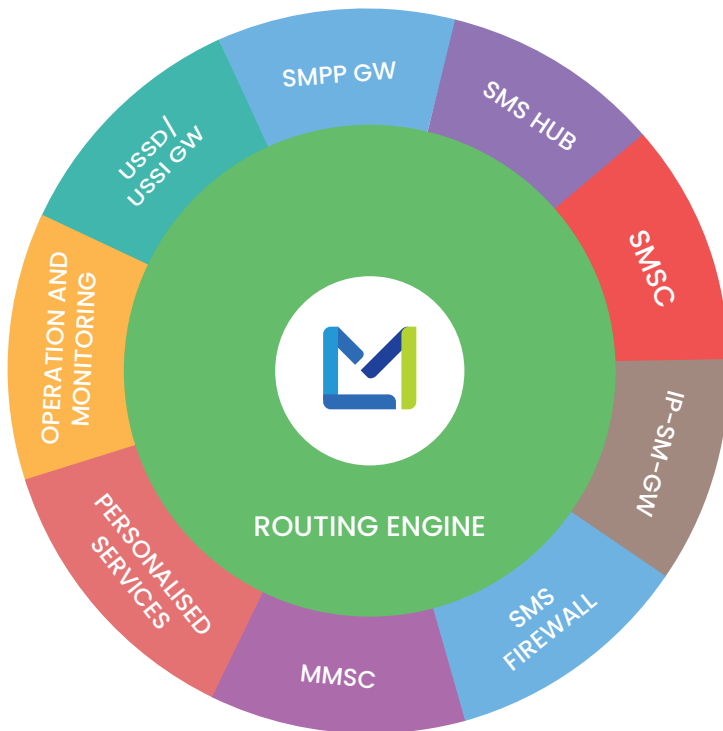 SMPP GW
SMS HUB
SMSC
IP-SM-GW
SMS
FIREWALL
MMSC
PERSONALISED
SERVICES
OPERATION AND
MONITORING
USSD/
USSI GW
ROUTING ENGINE